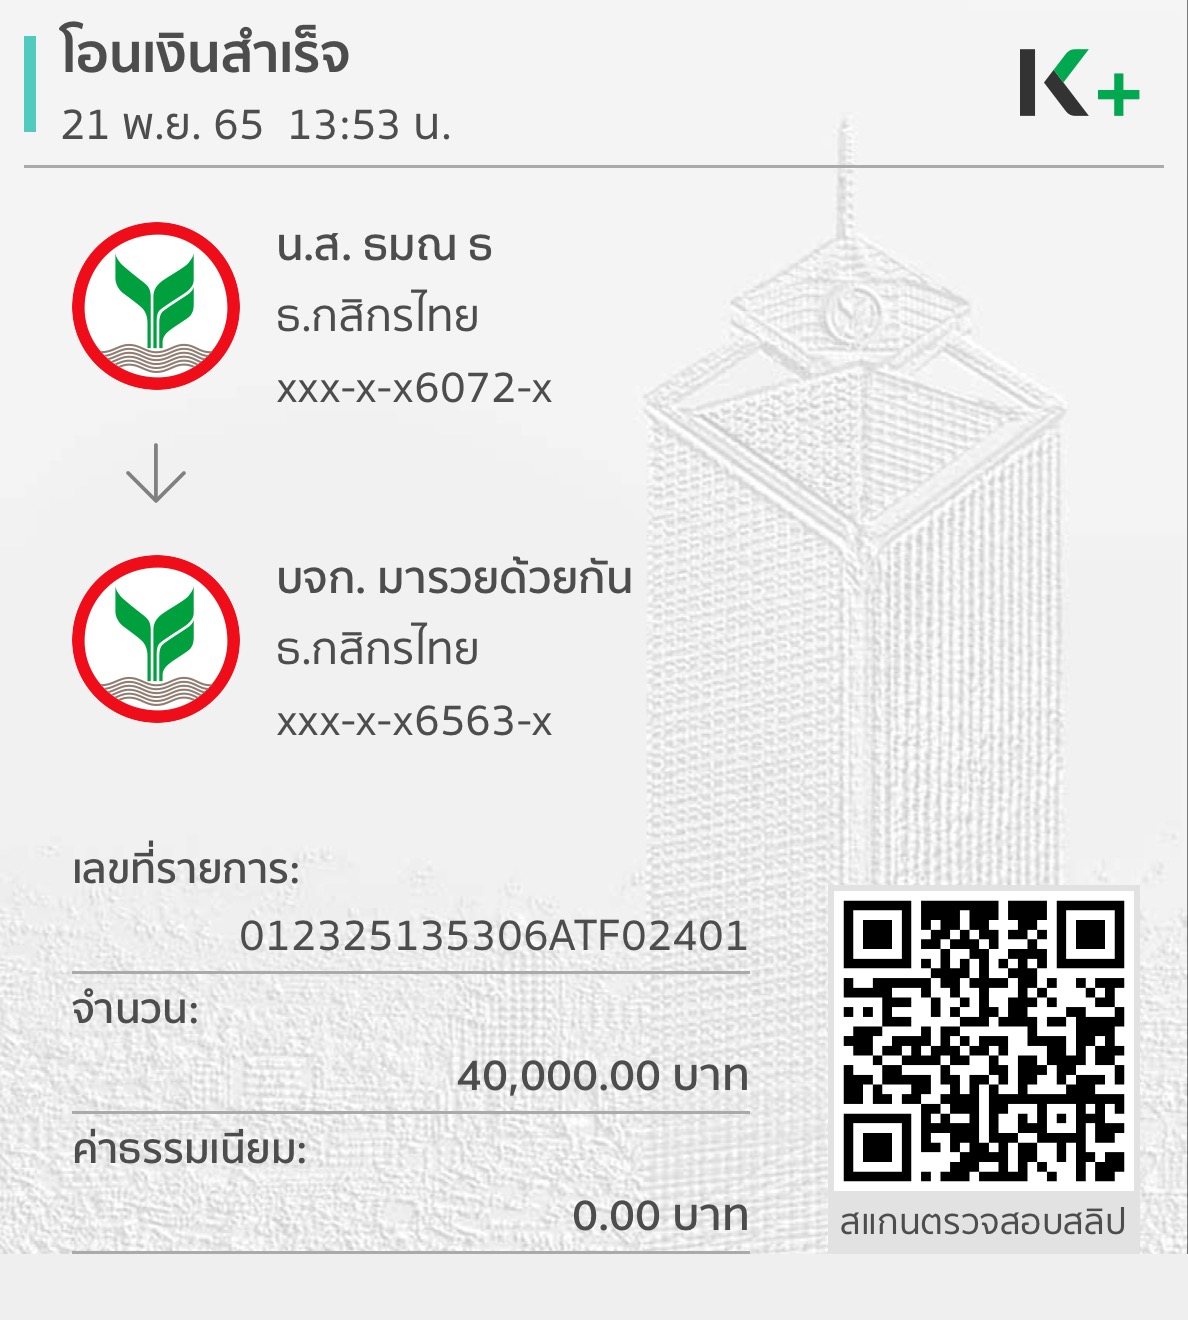 โอนเงินสำเร็จ
21 พ.ย. 65 13:53 น.
K+
น.ส. ธมณ ธ
ธ.กสิกรไทย
xxx-x-x6072-x
บจก. มารวยด้วยกัน
ธ.กสิกรไทย
xxx-x-x6563-x
เลขที่รายการ:
012325135306ATF02401
จำนวน:
40,000.00 บาท
ค่าธรรมเนียม:
0.00 บาท
สแกนตรวจสอบสลิป